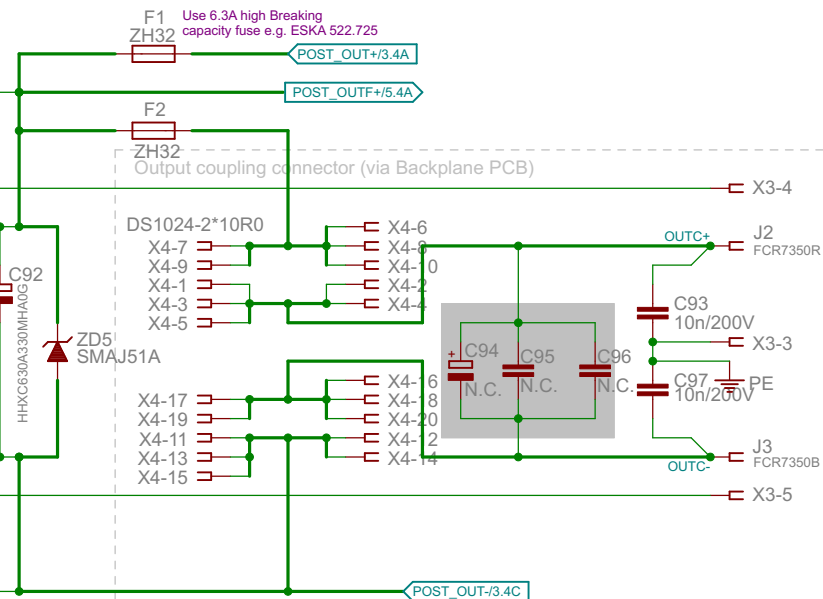 F1
ZH32
Use 6.3A high Breaking
capacity fuse e.g. ESKA 522.725
POST_OUT+/3.4A
POST_OUTF+/5.4A
F2
ZH32
Output coupling connector (via Backplane PCB)
X3-4
DS1024-2*10R0
X4-7
X4-9
X4-1
X4-3
X4-5
X4-6
X4-8
X4-10
X4-2
X4-4
OUTC+
J2
FCR7350R
C92
HHXC630A330MHA0G
ZD5
SMAJ51A
C94
N.C.
C95
N.C.
C96
N.C.
+
C93
10n/200V
X3-3
C97
10n/200V
PE
X4-17
X4-19
X4-11
X4-13
X4-15
X4-16
X4-18
X4-20
X4-12
X4-14
OUTC-
J3
FCR7350B
X3-5
POST_OUT-/3.4C